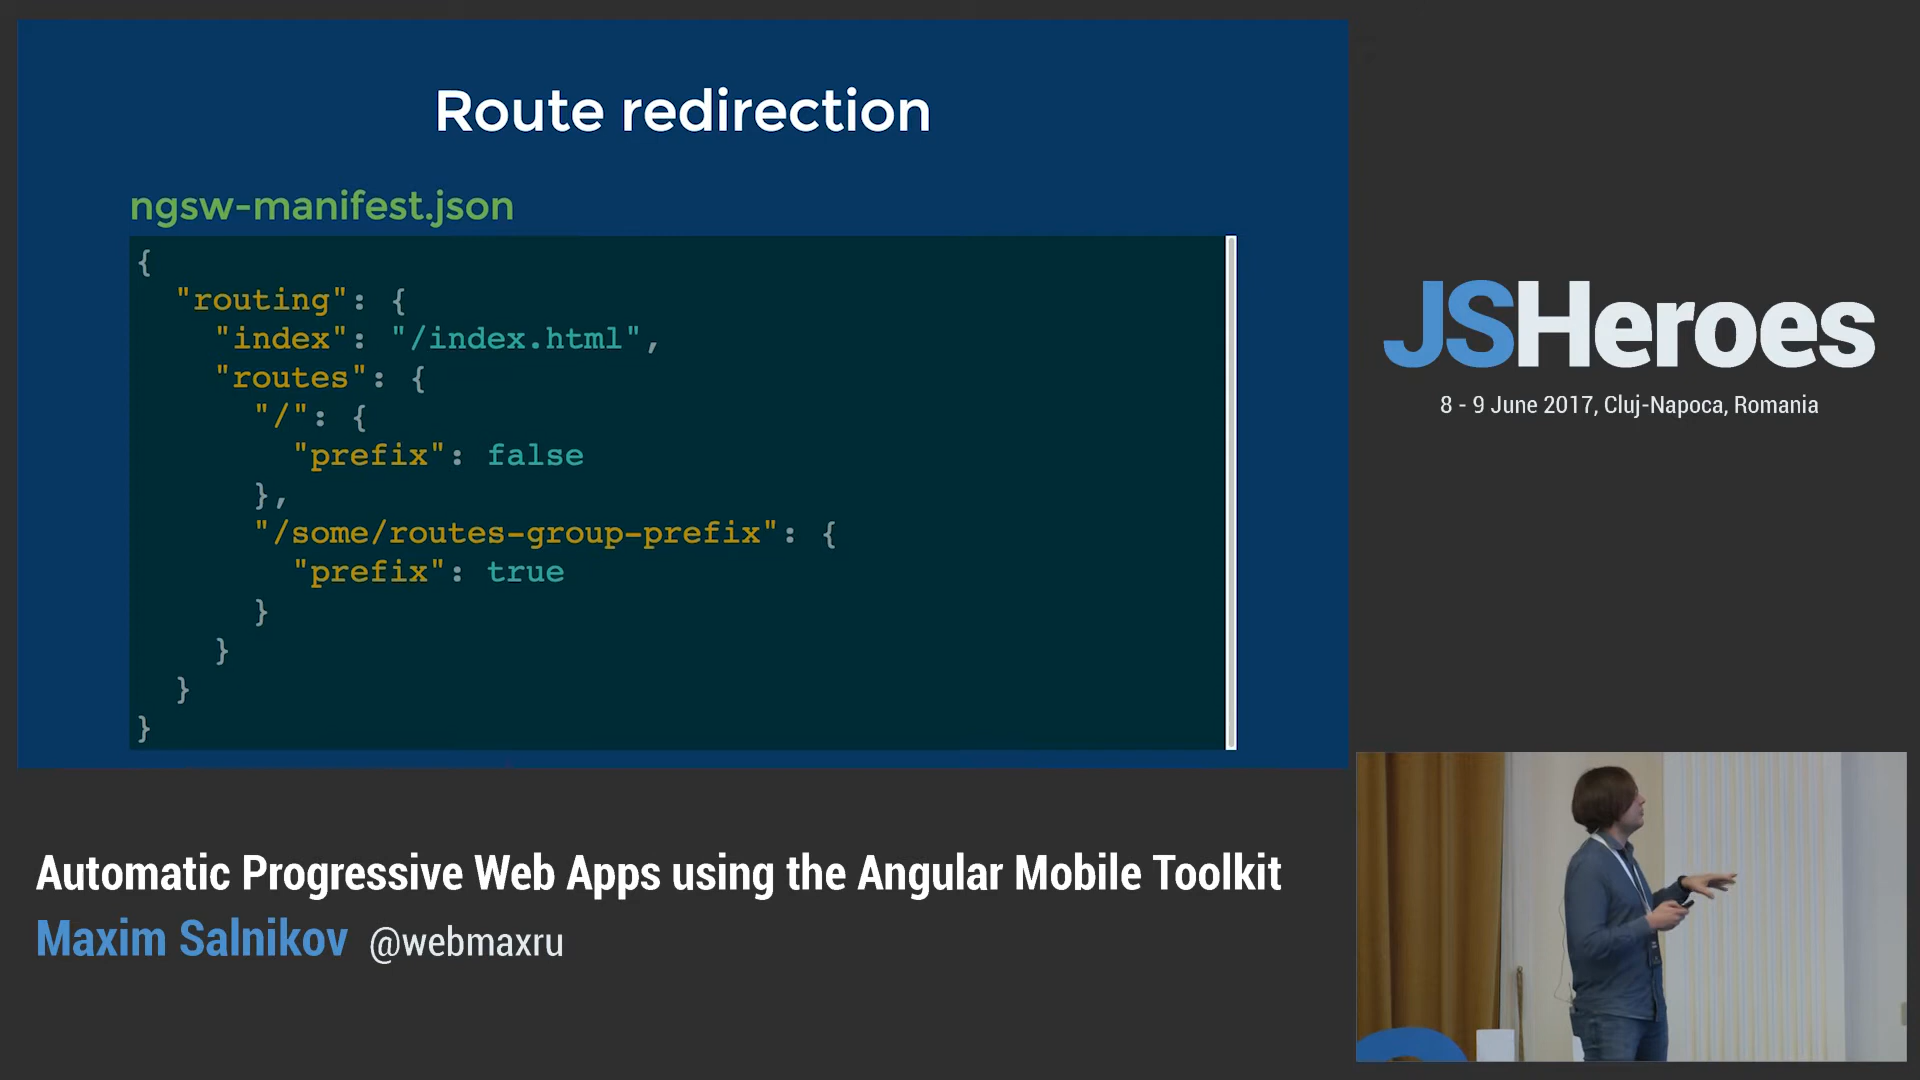 Route redirection
ngsw-manifest.json
{
"routing": {
"index": "/index.html",
"routes": {
"/": {
"prefix": false
},
"/some/routes-group-prefix": {
"prefix": true
}
}
}
}
JSHeroes
8 - 9 June 2017, Cluj-Napoca, Romania
Automatic Progressive Web Apps using the Angular Mobile Toolkit
Maxim Salnikov @webmaxru